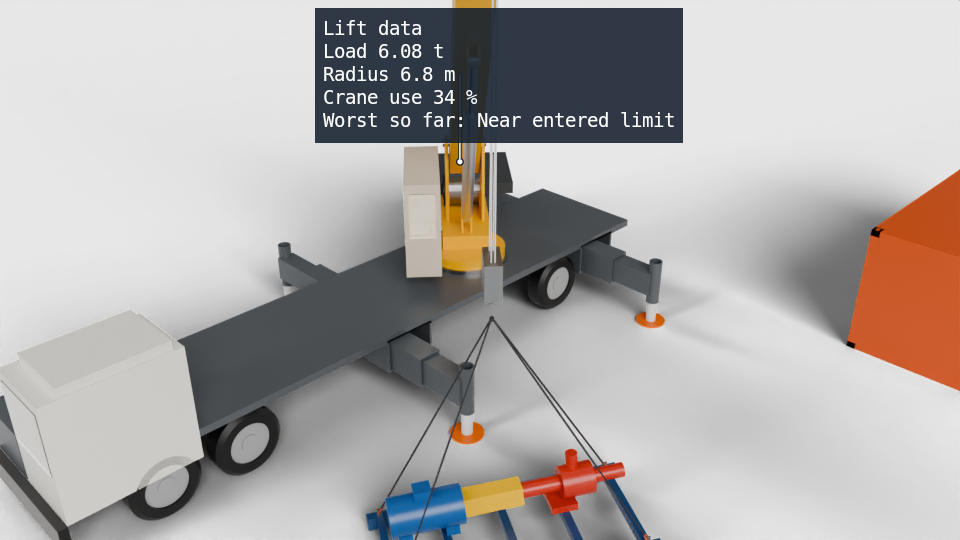 Lift data
Load 6.08 t
Radius 6.8 m
Crane use 34 %
Worst so far: Near entered limit